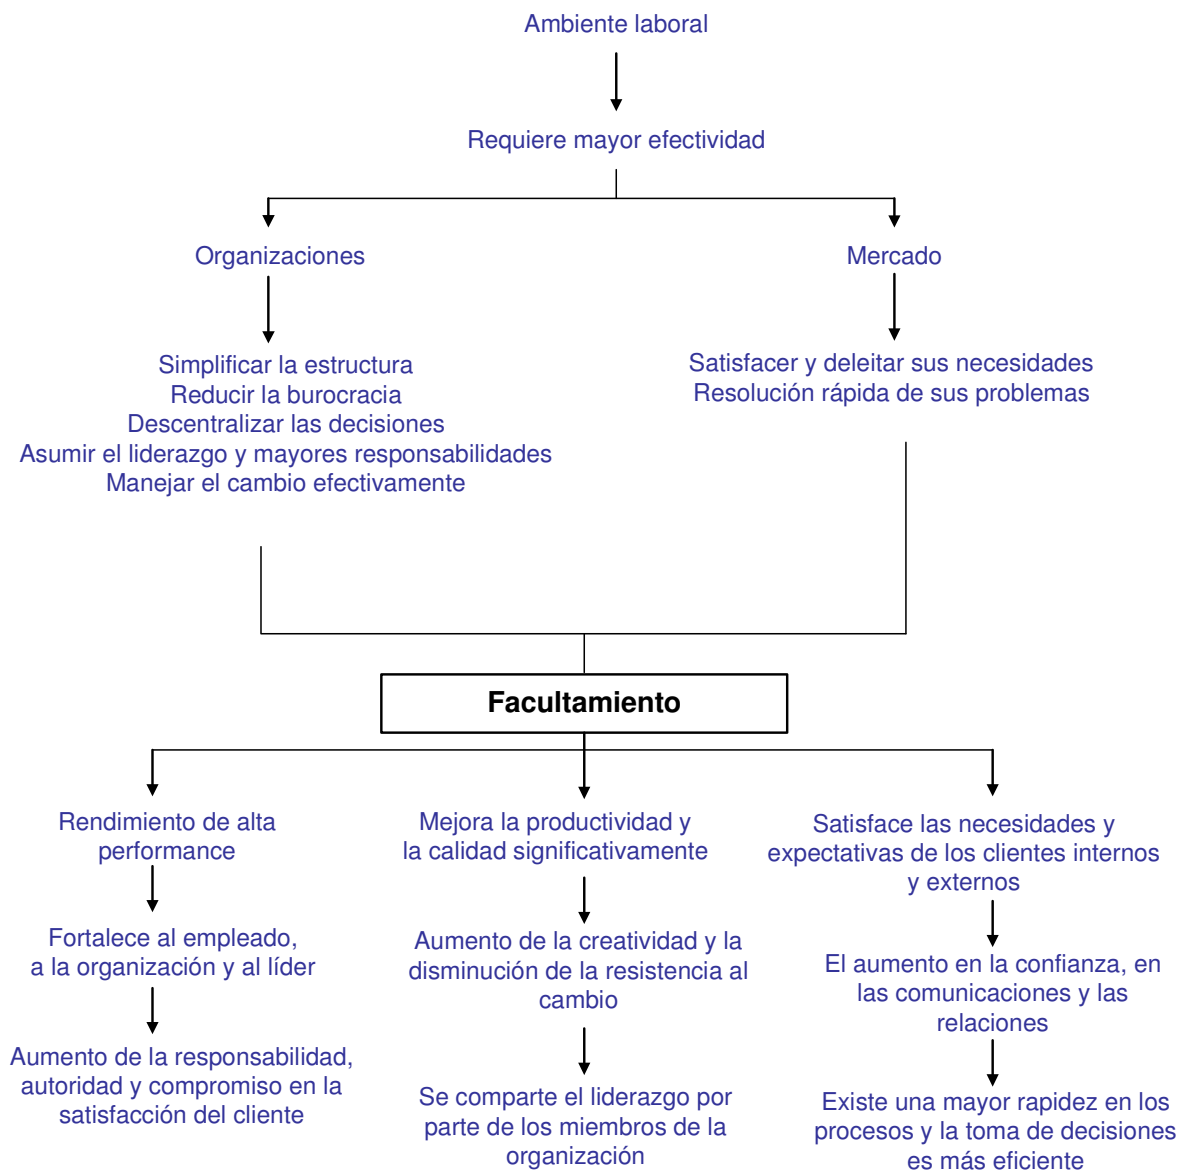 Ambiente laboral
Requiere mayor efectividad
Organizaciones
Mercado
Simplificar la estructura
Reducir la burocracia
Descentralizar las decisiones
Asumir el liderazgo y mayores responsabilidades
Manejar el cambio efectivamente
Satisfacer y deleitar sus necesidades
Resolución rápida de sus problemas
Facultamiento
Rendimiento de alta
performance
Fortalece al empleado,
a la organización y al líder
Aumento de la responsabilidad,
autoridad y compromiso en la
satisfacción del cliente
Mejora la productividad y
la calidad significativamente
Aumento de la creatividad y la
disminución de la resistencia al
cambio
Se comparte el liderazgo por
parte de los miembros de la
organización
Satisface las necesidades y
expectativas de los clientes internos
y externos
El aumento en la confianza, en
las comunicaciones y las
relaciones
Existe una mayor rapidez en los
procesos y la toma de decisiones
es más eficiente